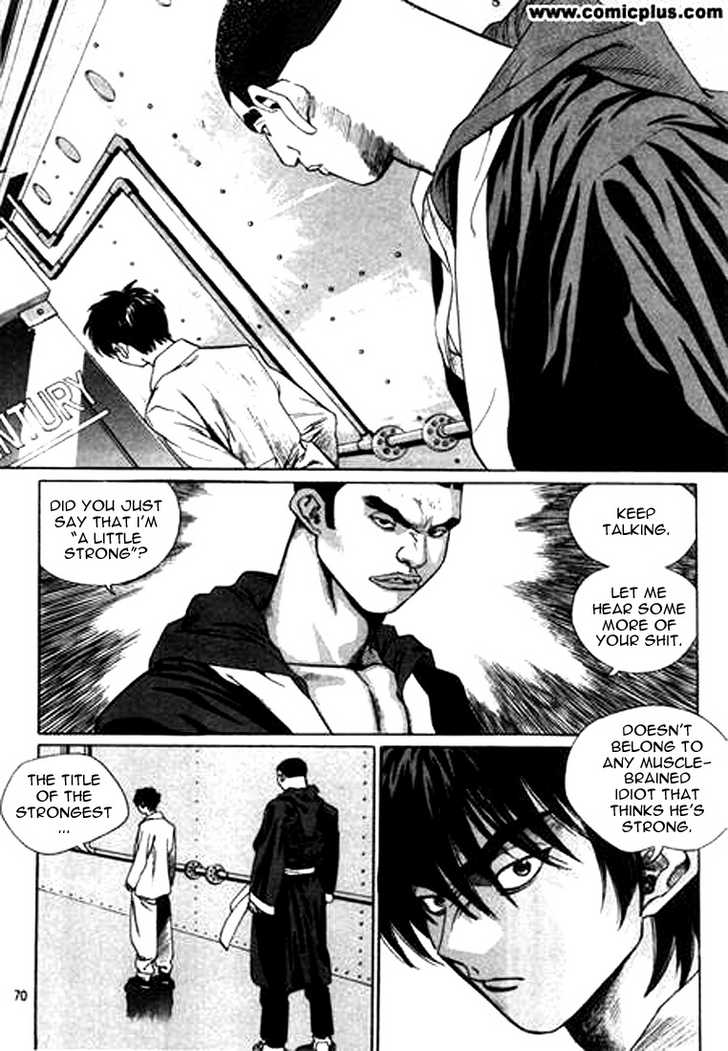 www.comicplus.com
NTURY
DID YOU JUST
SAY THAT I'M
"A LITTLE
STRONG"?
KEEP
TALKING.
LET ME
HEAR SOME
MORE OF
YOUR SHIT.
THE TITLE
OF THE
STRONGEST
...
DOESN'T
BELONG TO
ANY MUSCLE-
BRAINED
IDIOT THAT
THINKS HE'S
STRONG.
70